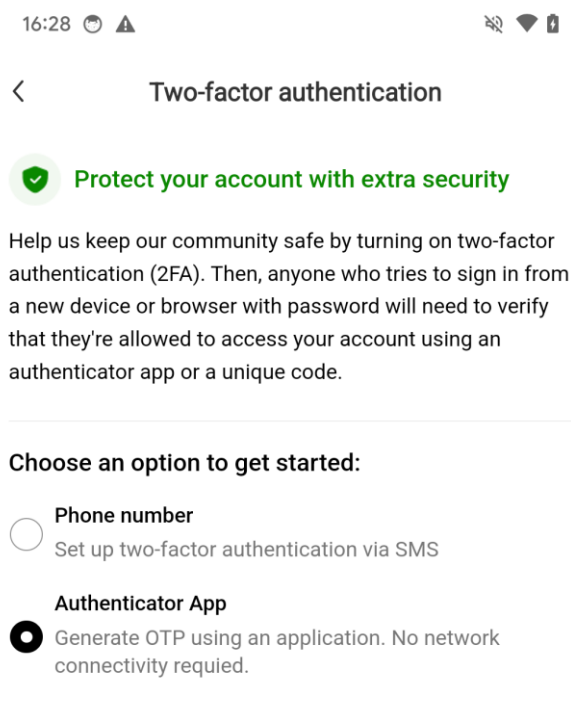 16:28
Two-factor authentication
Protect your account with extra security
Help us keep our community safe by turning on two-factor
authentication (2FA). Then, anyone who tries to sign in from
a new device or browser with password will need to verify
that they're allowed to access your account using an
authenticator app or a unique code.
Choose an option to get started:
Phone number
Set up two-factor authentication via SMS
Authenticator App
Generate OTP using an application. No network
connectivity requied.